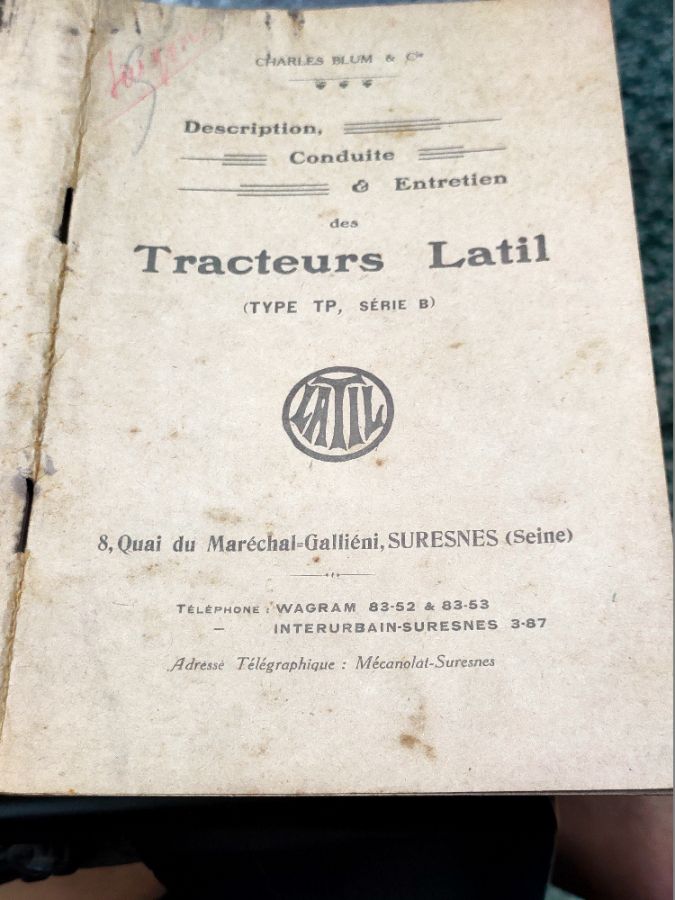 CHARLES BLUM & Cie
Description,
Conduite
& Entretien
des
Tracteurs Latil
(TYPE TP, SÉRIE B)
LATIL
8, Quai du Maréchal=Galliéni, SURESNES (Seine)
TÉLÉPHONE : WAGRAM 83-52 & 83-53
— INTERURBAIN-SURESNES 3-87
Adresse Télégraphique : Mécanolat-Suresnes